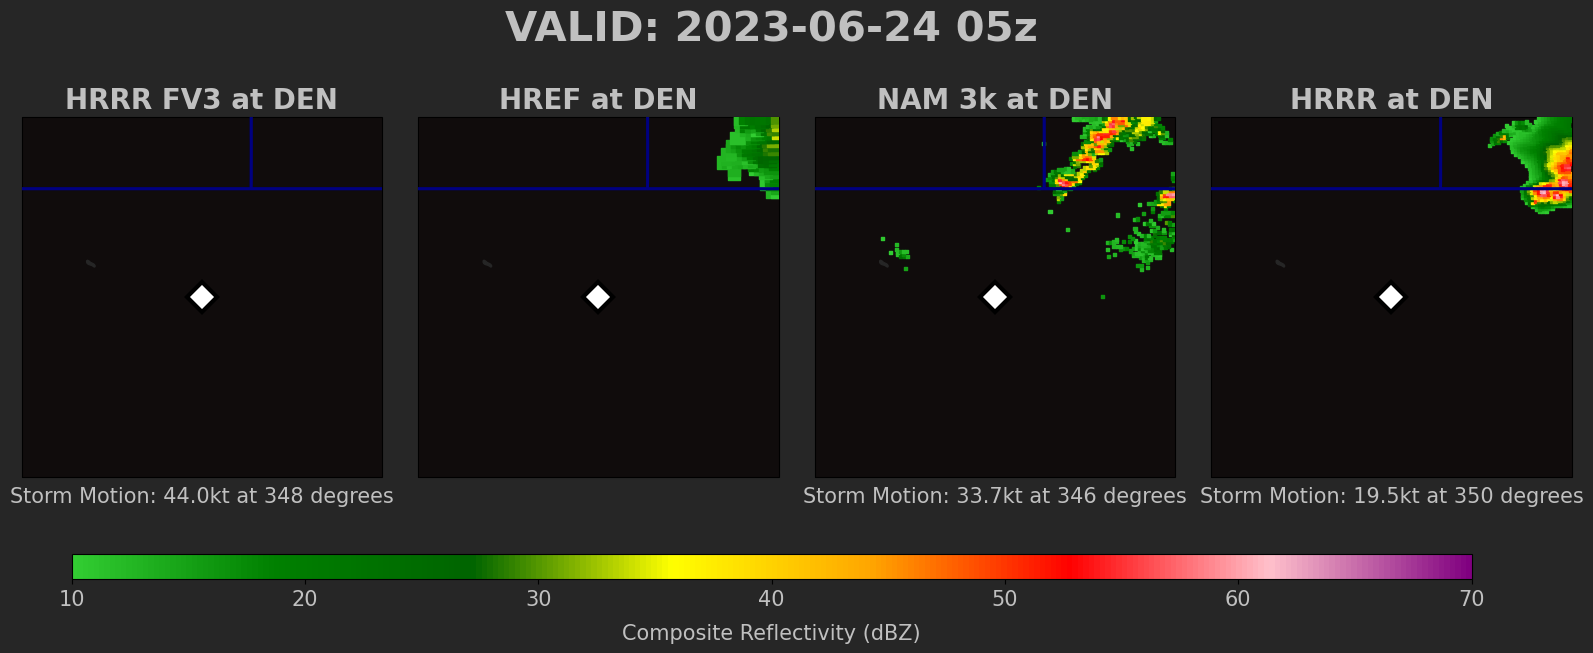 VALID: 2023-06-24 05z
HRRR FV3 at DEN
HREF at DEN
NAM 3k at DEN
HRRR at DEN
Storm Motion: 44.0kt at 348 degrees
Storm Motion: 33.7kt at 346 degrees
Storm Motion: 19.5kt at 350 degrees
10 20 30 40 50 60 70
Composite Reflectivity (dBZ)